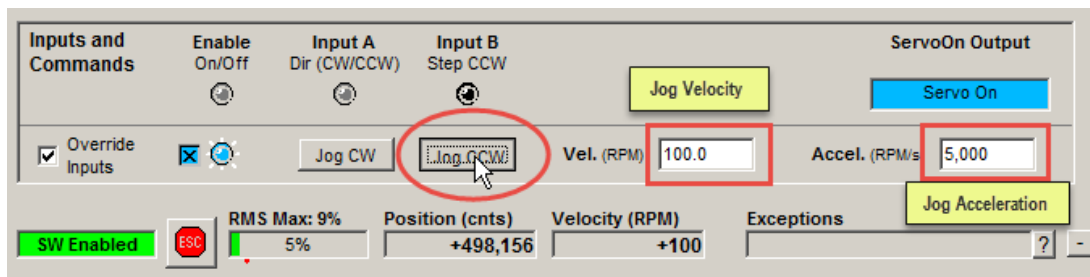 Inputs and Commands
Enable
On/Off
Input A
Dir (CW/CCW)
Input B
Step CCW
ServoOn Output
Jog Velocity
Servo On
Override Inputs
Jog CW
Jog CCW
Vel. (RPM)
100.0
Accel. (RPM/s
5,000
Jog Acceleration
SW Enabled
ESC
RMS Max: 9%
5%
Position (cnts)
+498,156
Velocity (RPM)
+100
Exceptions
?
-